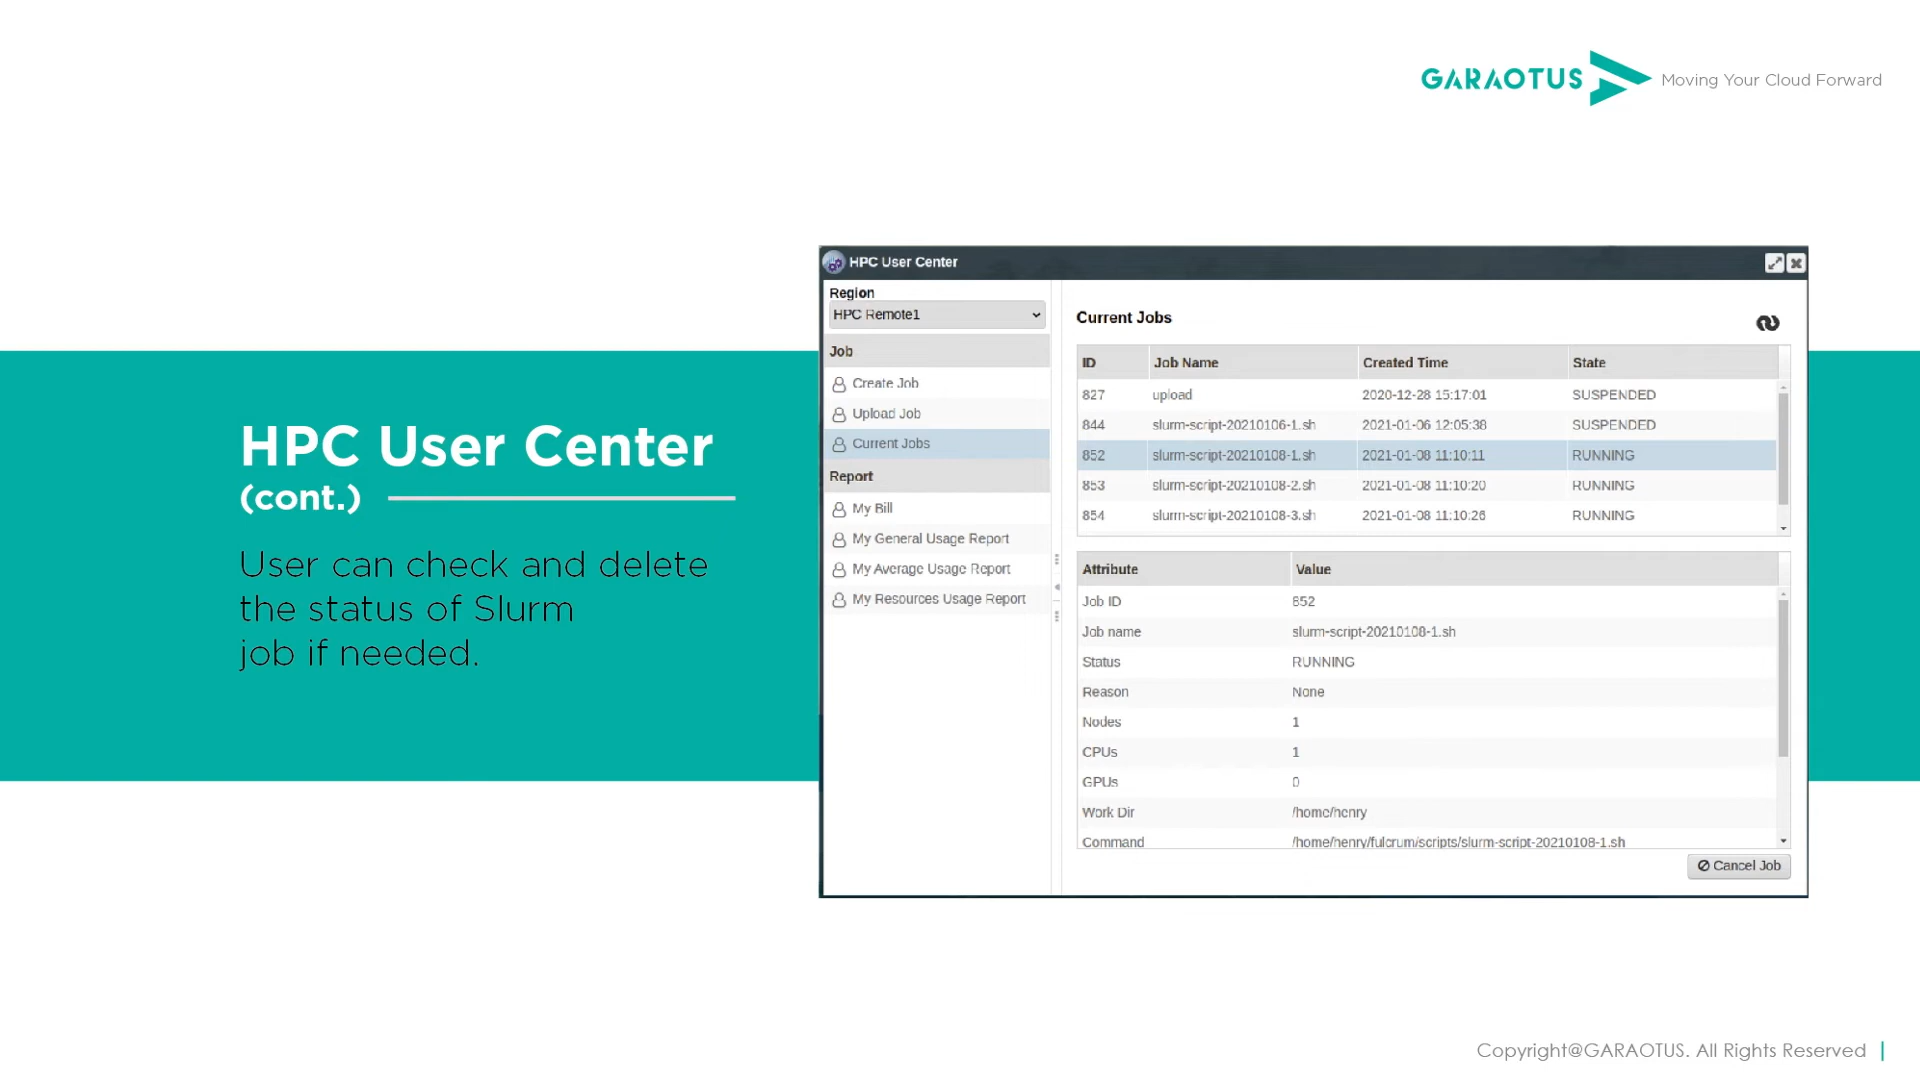 GARAOTUS Moving Your Cloud Forward
HPC User Center
(cont.)
User can check and delete
the status of Slurm
job if needed.
HPC User Center
Region
HPC Remote1
Job
Create Job
Upload Job
Current Jobs
Report
My Bill
My General Usage Report
My Average Usage Report
My Resources Usage Report
Current Jobs
ID Job Name Created Time State
827 upload 2020-12-28 15:17:01 SUSPENDED
844 slurm-script-20210106-1.sh 2021-01-06 12:05:38 SUSPENDED
852 slurm-script-20210108-1.sh 2021-01-08 11:10:11 RUNNING
853 slurm-script-20210108-2.sh 2021-01-08 11:10:20 RUNNING
854 slurm-script-20210108-3.sh 2021-01-08 11:10:26 RUNNING
Attribute Value
Job ID 852
Job name slurm-script-20210108-1.sh
Status RUNNING
Reason None
Nodes 1
CPUs 1
GPUs 0
Work Dir /home/henry
Command /home/henry/fulcrum/scripts/slurm-script-20210108-1.sh
Cancel Job
Copyright@GARAOTUS. All Rights Reserved